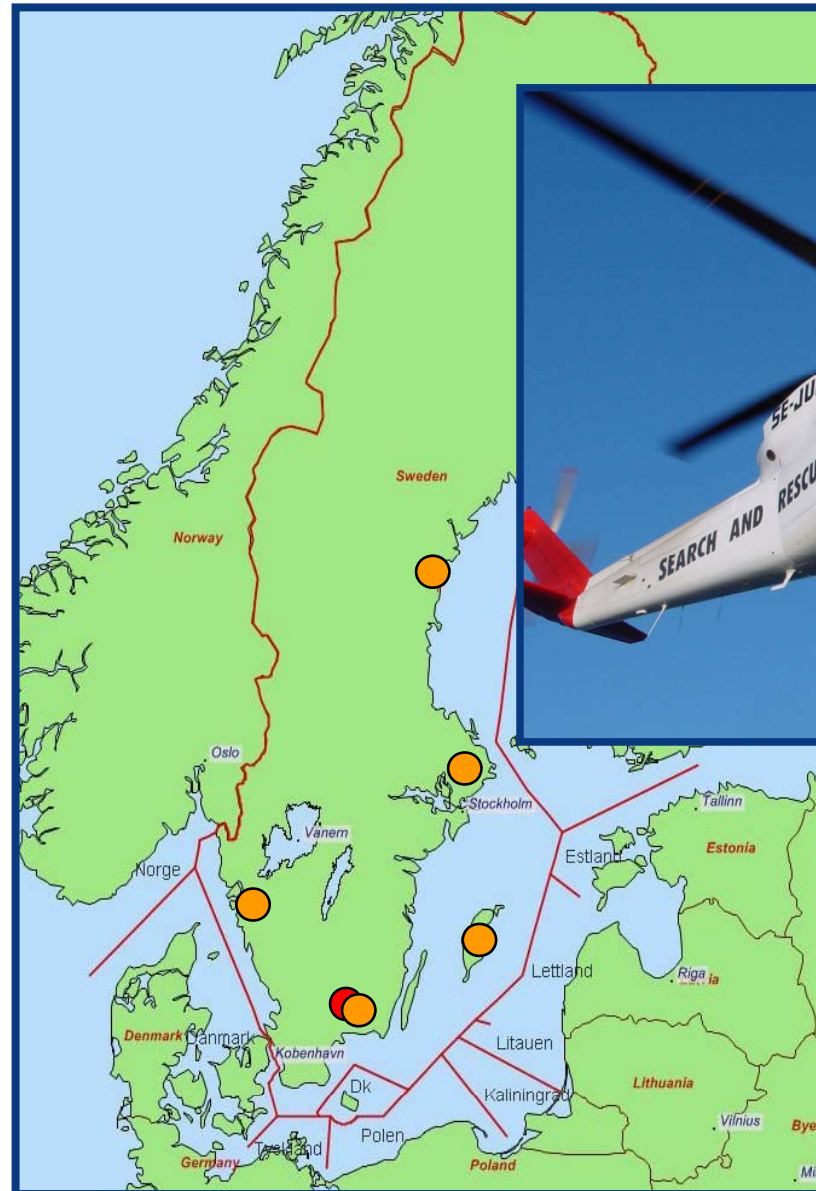 SE-JU
SEARCH AND RESCU
Sweden
Norway
Oslo
Stockholm
Vanern
Tallinn
Estland
Estonia
Norge
Lettland
Riga
Denmark
Danmark
Kobenhavn
Litauen
Dk
Kaliningrad
Lithuania
Vilnius
Polen
Tyskland
Germany
Poland